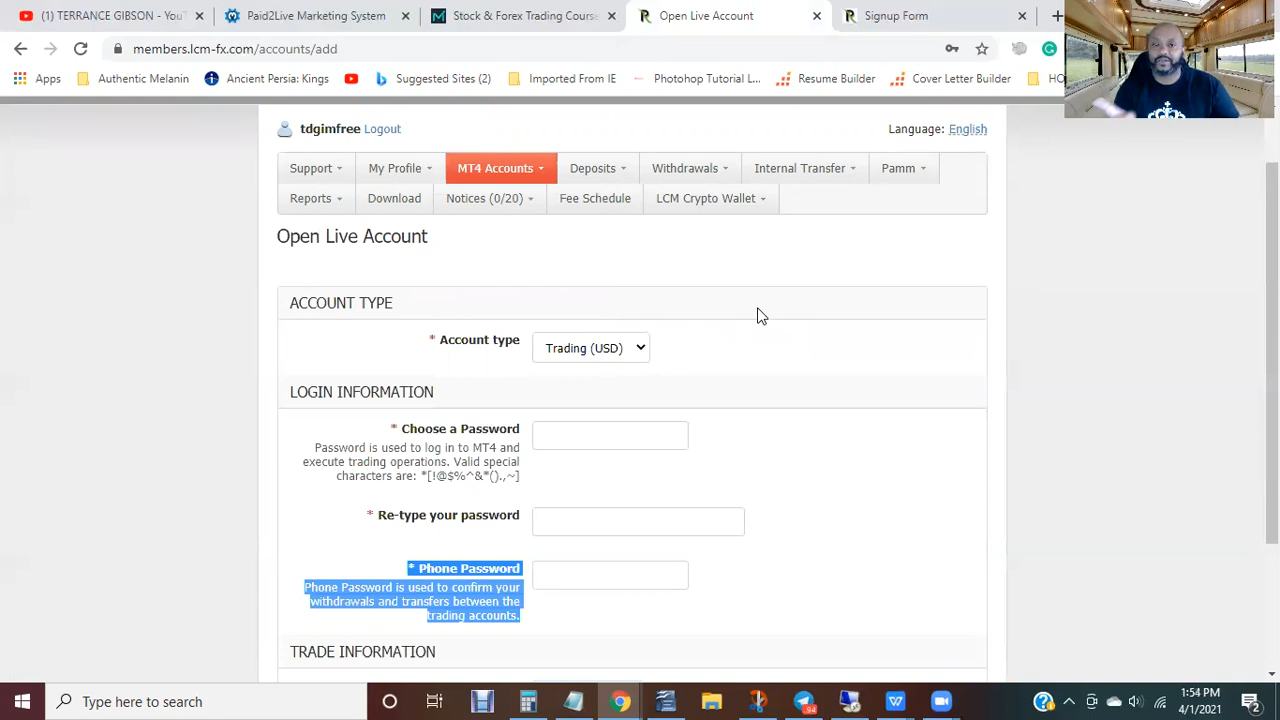 (1) TERRANCE GIBSON - YouT
Paid2Live Marketing System
Stock & Forex Trading Course
Open Live Account
Signup Form
members.lcm-fx.com/accounts/add
Apps
Authentic Melanin
Ancient Persia: Kings
Suggested Sites (2)
Imported From IE
Photohop Tutorial L...
Resume Builder
Cover Letter Builder
HO
tdgimfree Logout
Language: English
Support
My Profile
MT4 Accounts
Deposits
Withdrawals
Internal Transfer
Pamm
Reports
Download
Notices (0/20)
Fee Schedule
LCM Crypto Wallet
Open Live Account
ACCOUNT TYPE
* Account type
Trading (USD)
LOGIN INFORMATION
* Choose a Password
Password is used to log in to MT4 and
execute trading operations. Valid special
characters are: *[!@$%^&*().,~]
* Re-type your password
* Phone Password
Phone Password is used to confirm your
withdrawals and transfers between the
trading accounts.
TRADE INFORMATION
Type here to search
94
1:54 PM
4/1/2021
2